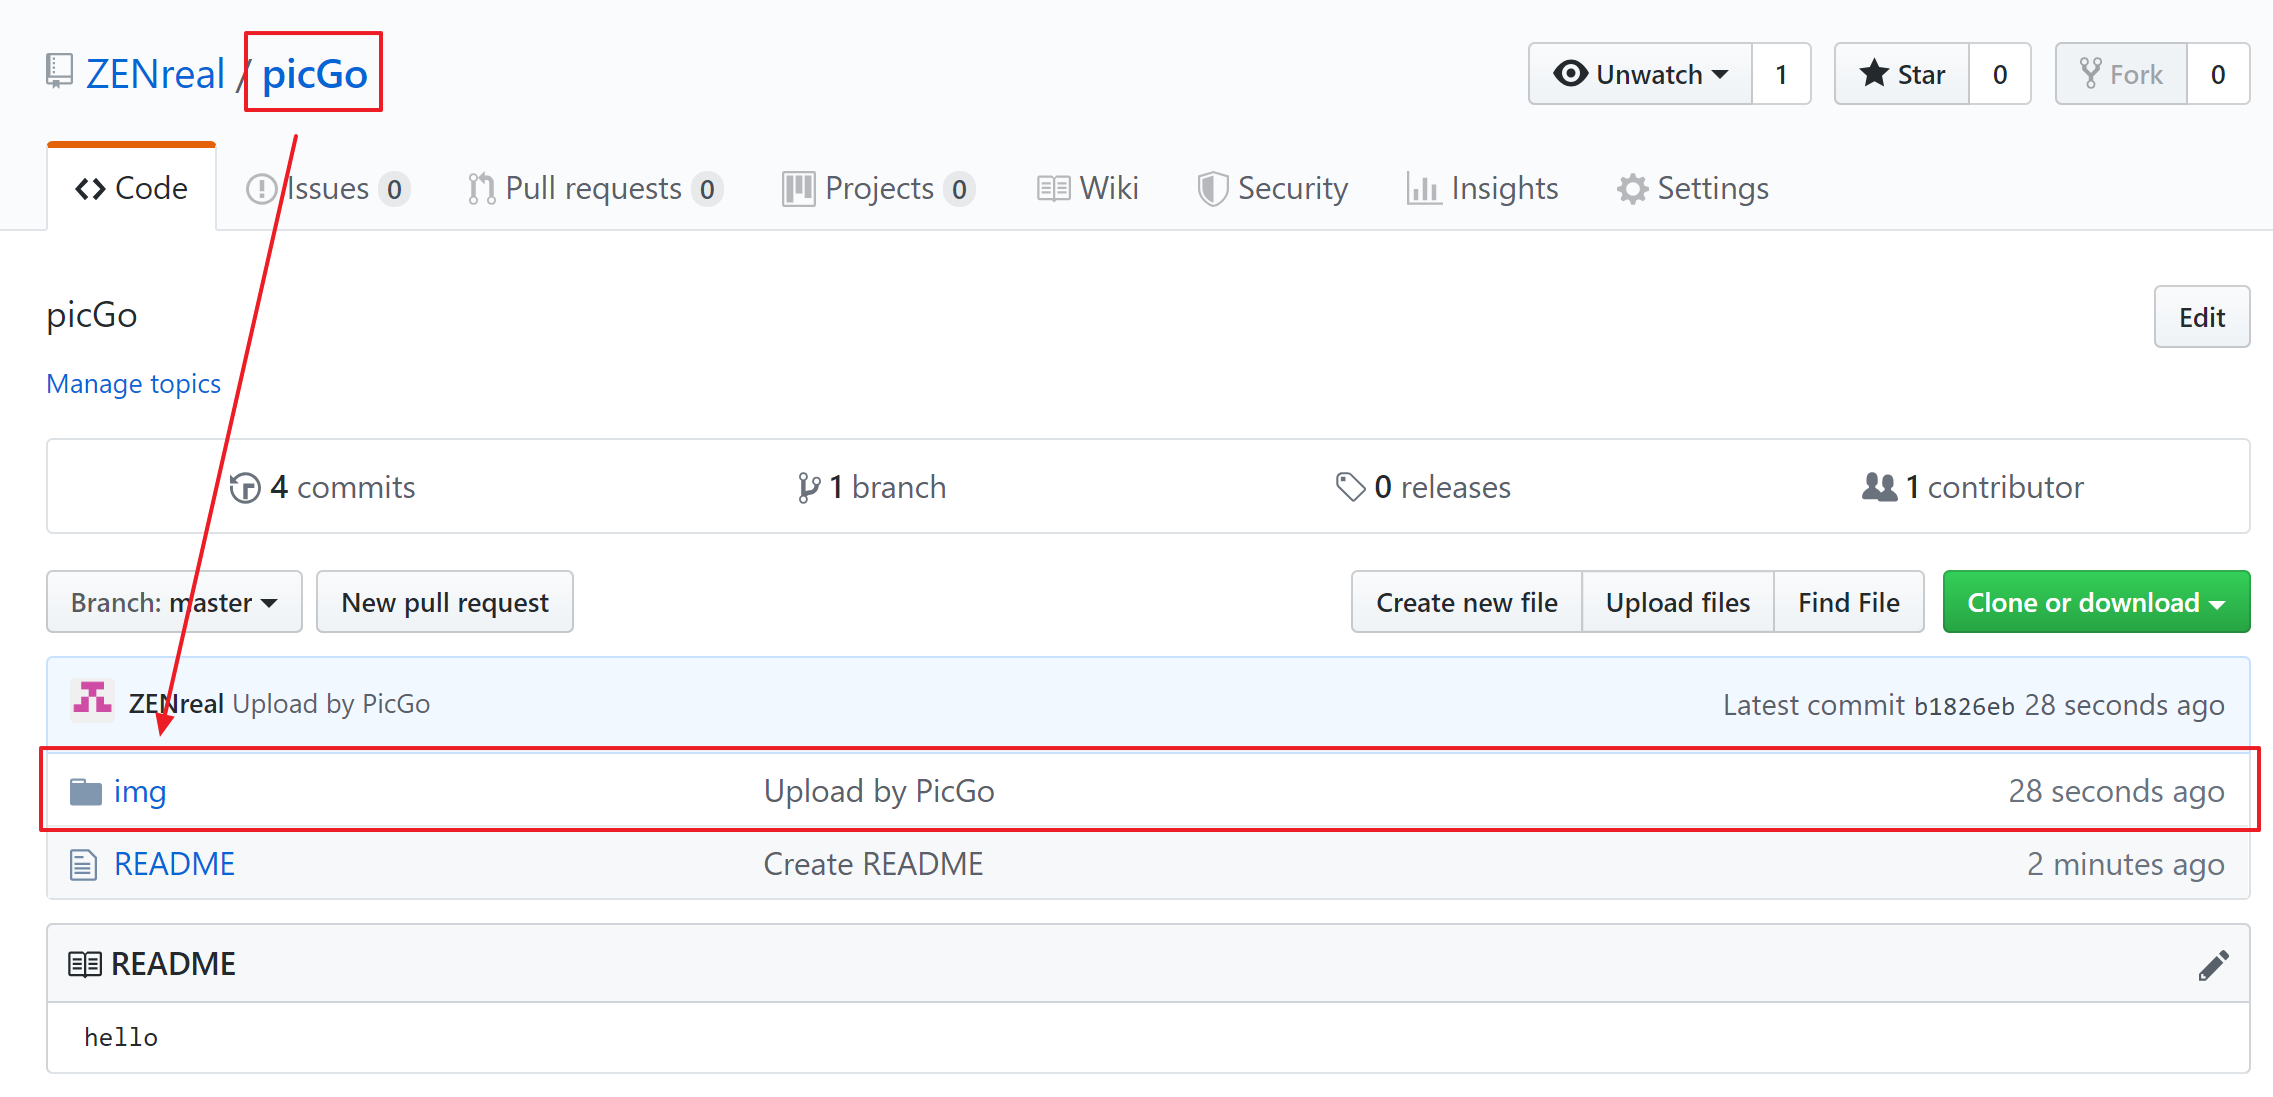 ZENreal / picGo
Unwatch 1 Star 0 Fork 0
Code Issues 0 Pull requests 0 Projects 0 Wiki Security Insights Settings
picGo
Edit
Manage topics
4 commits 1 branch 0 releases 1 contributor
Branch: master New pull request Create new file Upload files Find File Clone or download
ZENreal Upload by PicGo Latest commit b1826eb 28 seconds ago
img Upload by PicGo 28 seconds ago
README Create README 2 minutes ago
README
hello